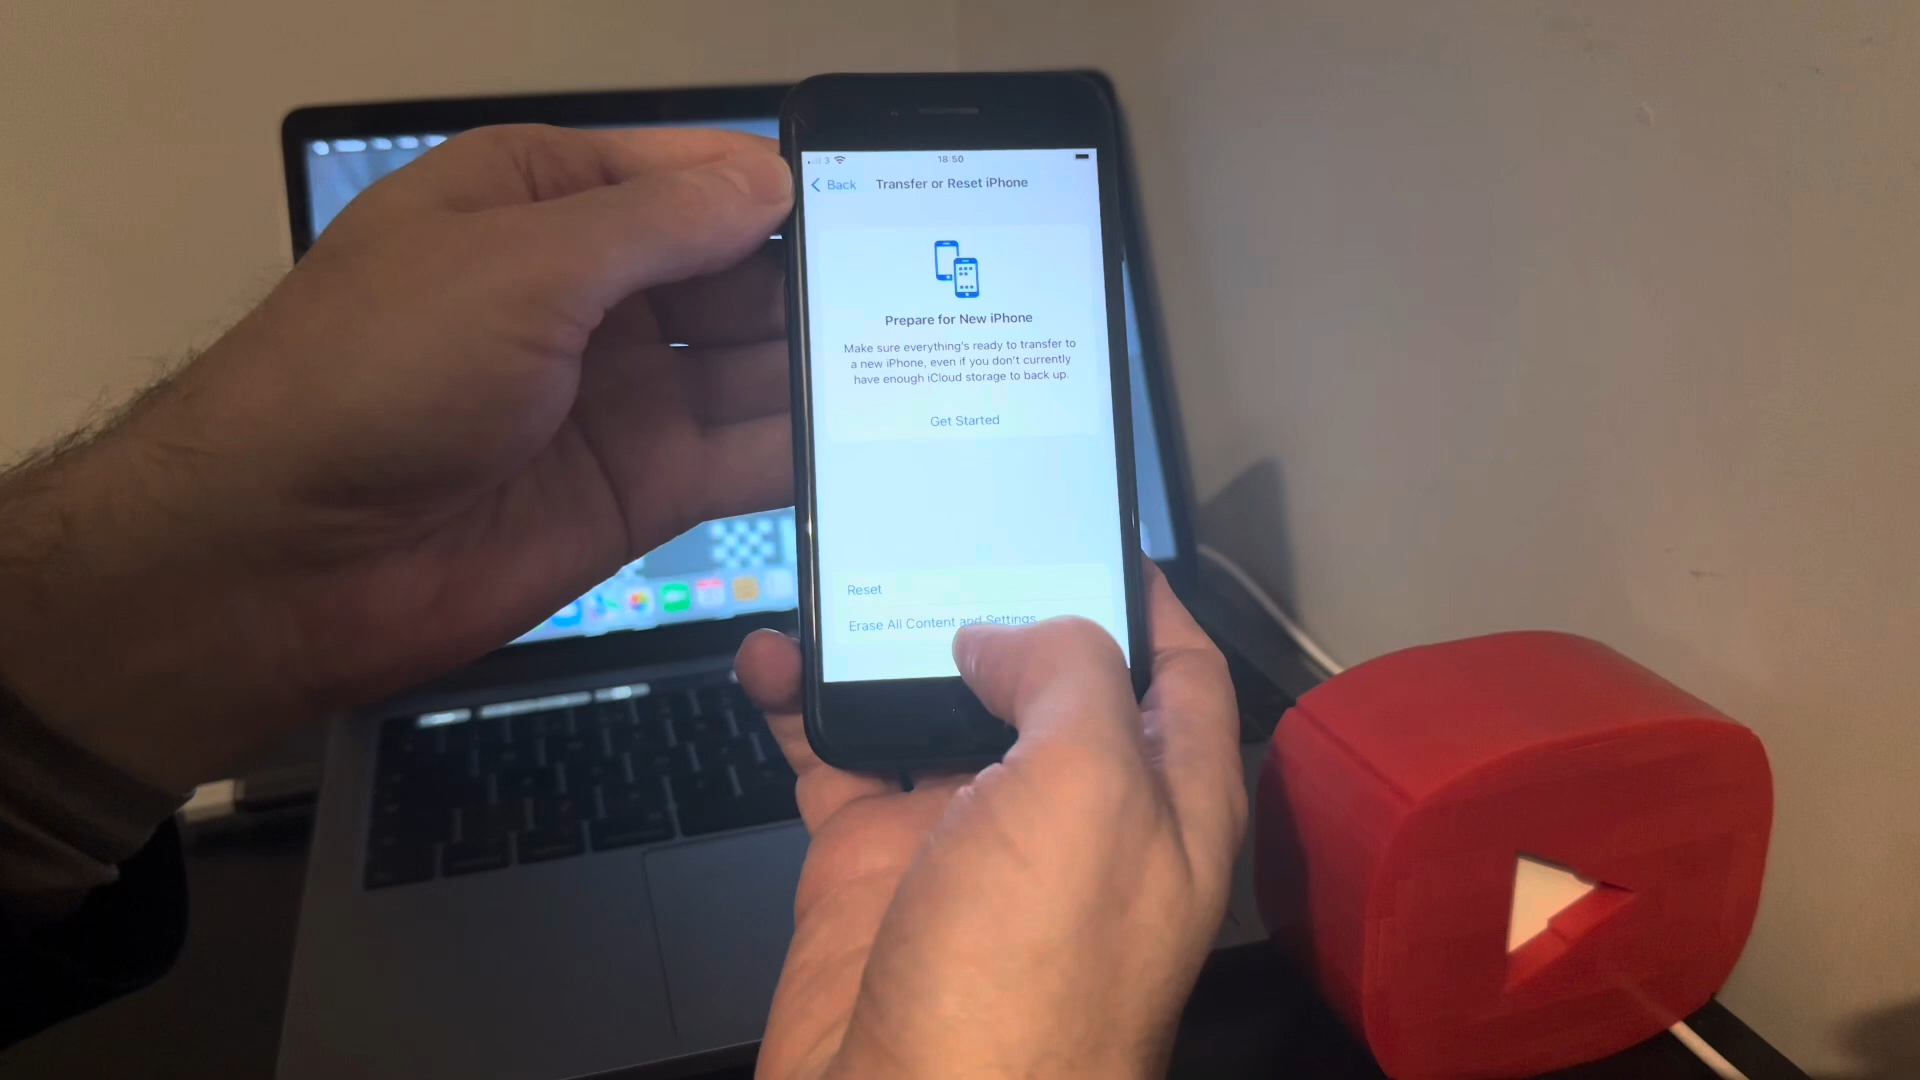 3 18:50
Back Transfer or Reset iPhone
Prepare for New iPhone
Make sure everything's ready to transfer to
a new iPhone, even if you don't currently
have enough iCloud storage to back up.
Get Started
Reset
Erase All Content and Settings